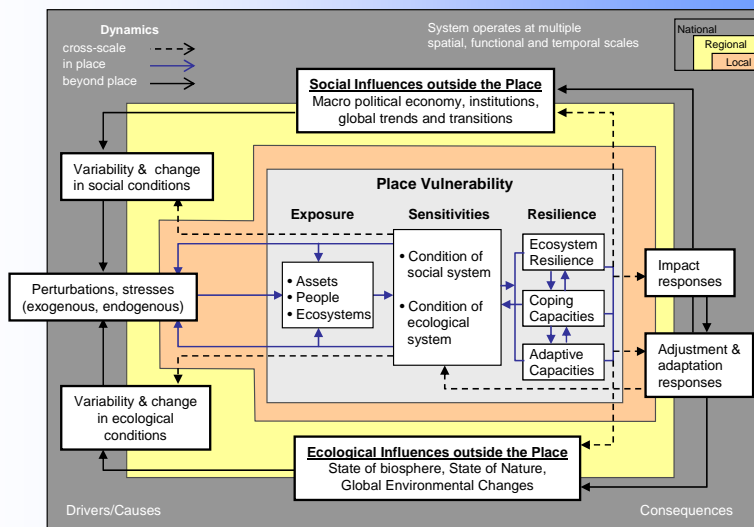 Dynamics
cross-scale
in place
beyond place
System operates at multiple
spatial, functional and temporal scales
National
Regional
Local
Social Influences outside the Place
Macro political economy, institutions,
global trends and transitions
Variability & change
in social conditions
Place Vulnerability
Exposure
Sensitivities
Resilience
Perturbations, stresses
(exogenous, endogenous)
• Assets
• People
• Ecosystems
• Condition of
social system
• Condition of
ecological
system
Ecosystem
Resilience
Coping
Capacities
Adaptive
Capacities
Impact
responses
Adjustment &
adaptation
responses
Variability & change
in ecological
conditions
Ecological Influences outside the Place
State of biosphere, State of Nature,
Global Environmental Changes
Drivers/Causes
Consequences